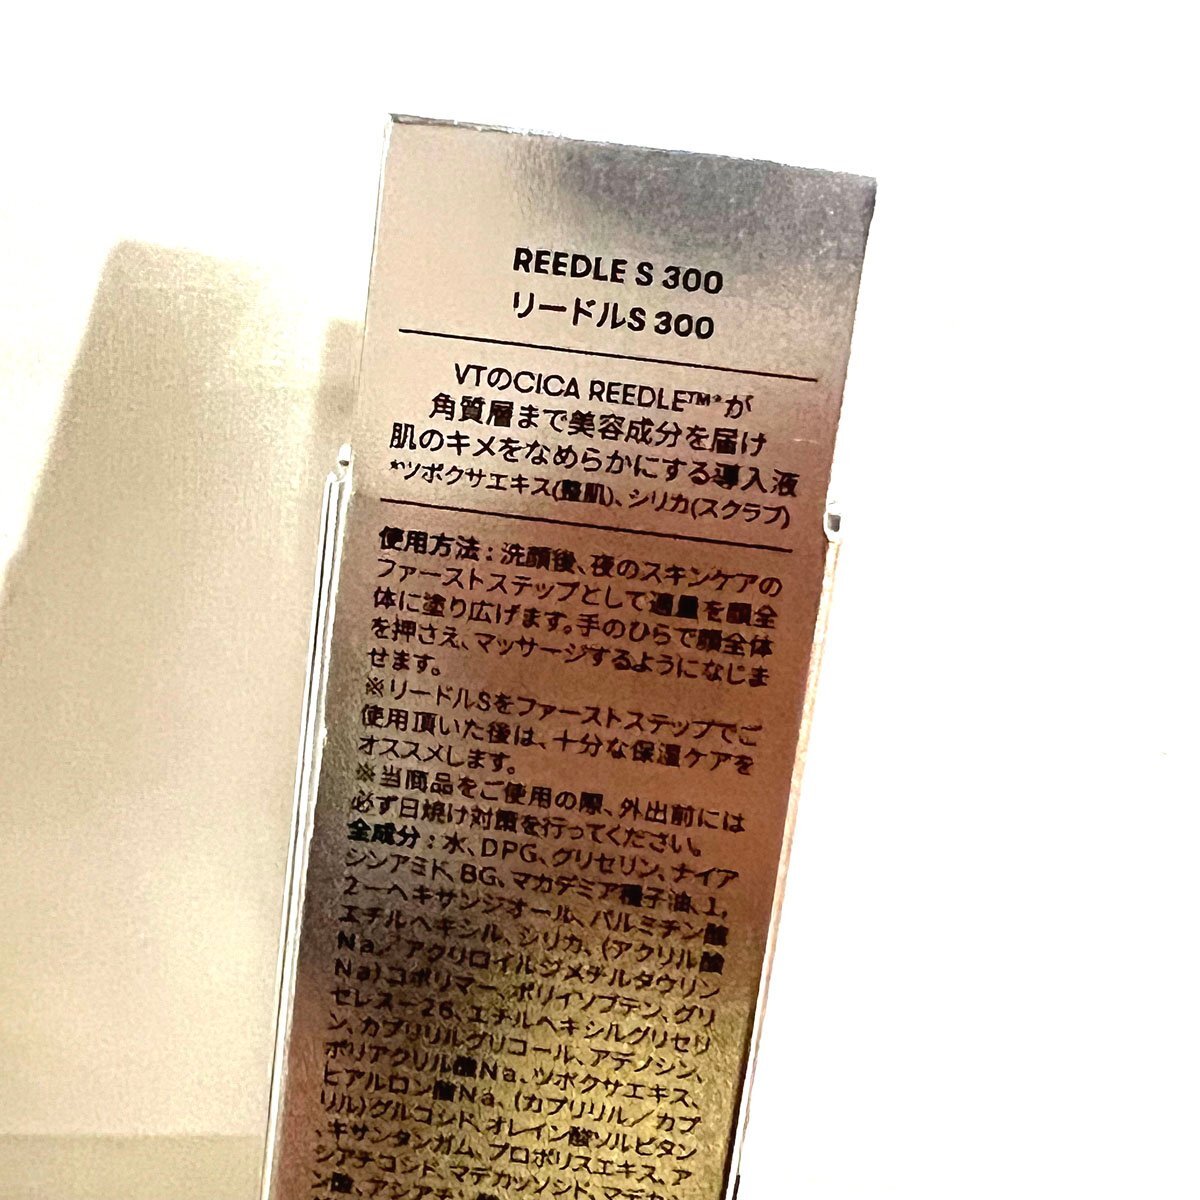 REEDLE S 300
リードルS 300
VTのCICA REEDLE™*が
角質層まで美容成分を届け
肌のキメをなめらかにする導入液
*ツボクサエキス(整肌)、シリカ(スクラブ)
使用方法：洗顔後、夜のスキンケアの
ファーストステップとして適量を顔全
体に塗り広げます。手のひらで顔全体
を押さえ、マッサージするようになじま
せます。
※リードルSをファーストステップでご
使用頂いた後は、十分な保湿ケアを
オススメします。
※当商品をご使用の際、外出前には
必ず日焼け対策を行ってください。
全成分：水、DPG、グリセリン、ナイア
シンアミド、BG、マカデミア種子油、1,
2－ヘキサンジオール、パルミチン酸
エチルヘキシル、シリカ、(アクリル酸
Na／アクリロイルジメチルタウリン
Na)コポリマー、ポリイソブテン、グリ
セレス－26、エチルヘキシルグリセリ
ン、カプリリルグリコール、アデノシン、
ポリアクリル酸Na、ツボクサエキス、
ヒアルロン酸Na、(カプリリル／カプ
リル)グルコシド、オレイン酸ソルビタン
、キサンタンガム、プロポリスエキス、ア
シアチコシド、マデカッソシド、マデカッ
ン酸、アシアチン酸